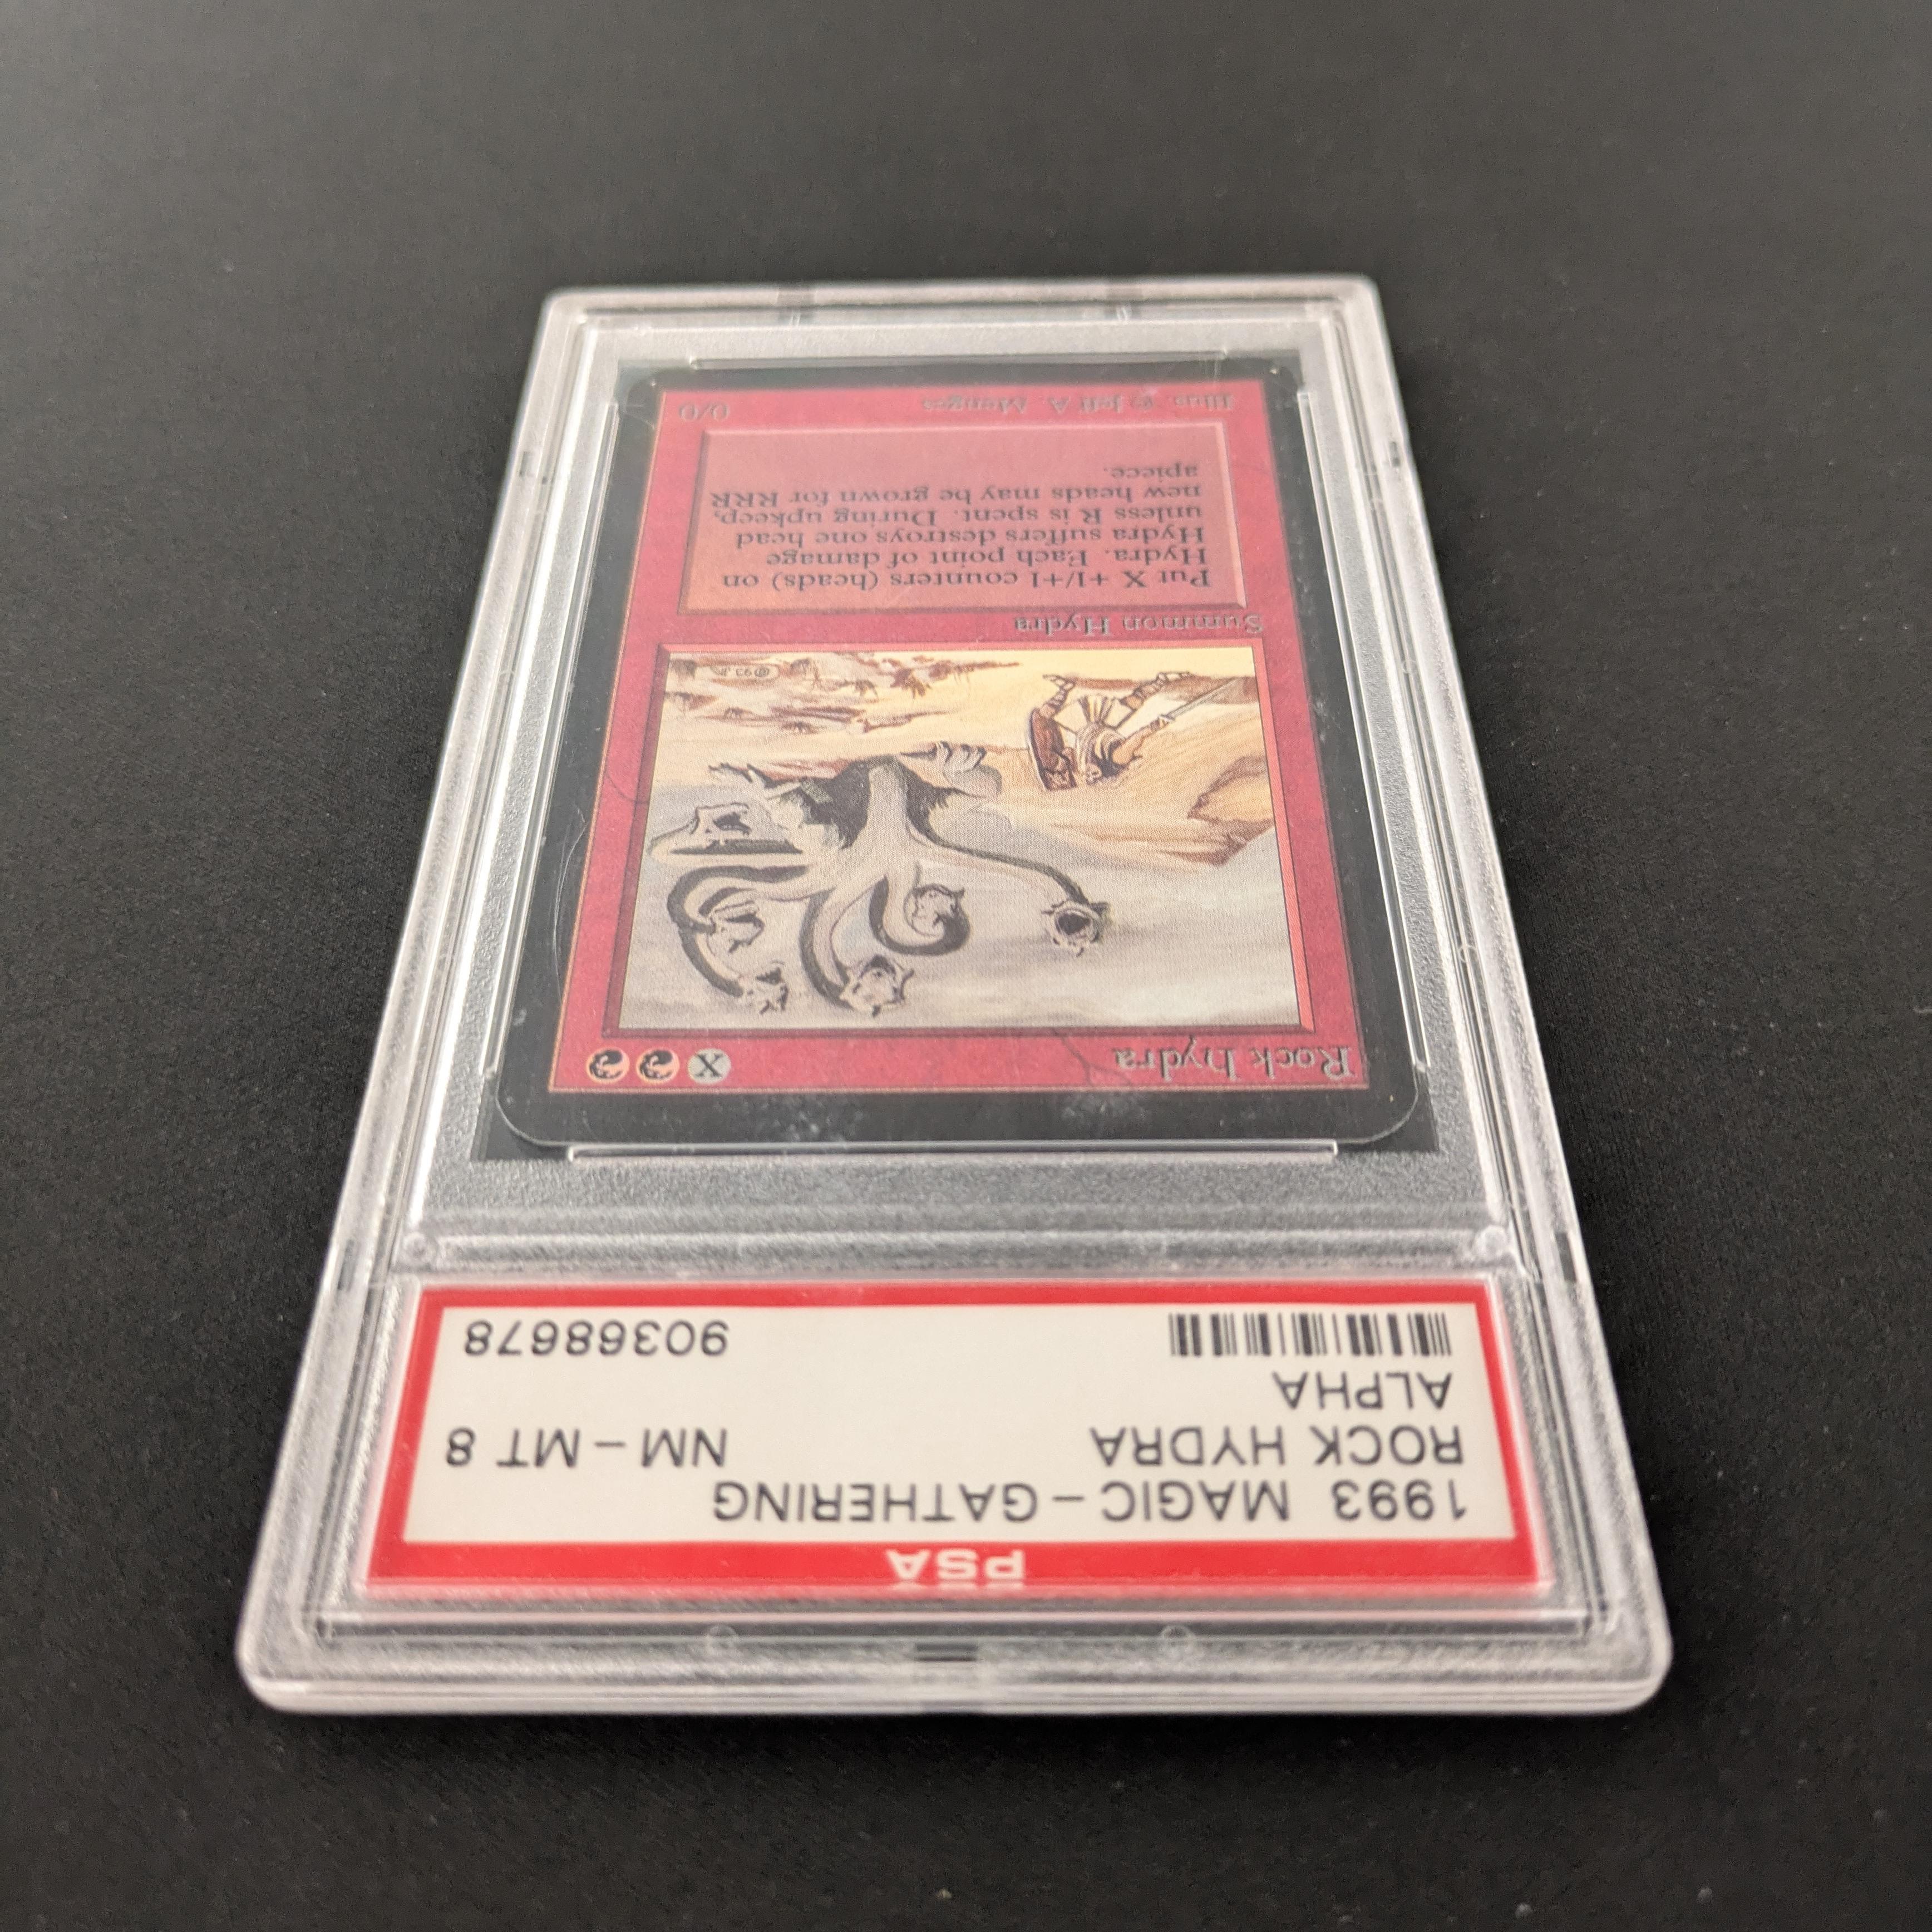 PSA
1993 MAGIC - GATHERING
ROCK HYDRA NM - MT 8
ALPHA
90368678
Rock Hydra X
Summon Hydra
Put X +1/+1 counters (heads) on
Hydra. Each point of damage
Hydra suffers destroys one head
unless R is spent. During upkeep,
new heads may be grown for RRR
apiece.
Illus. © Jeff A. Menges 0/0